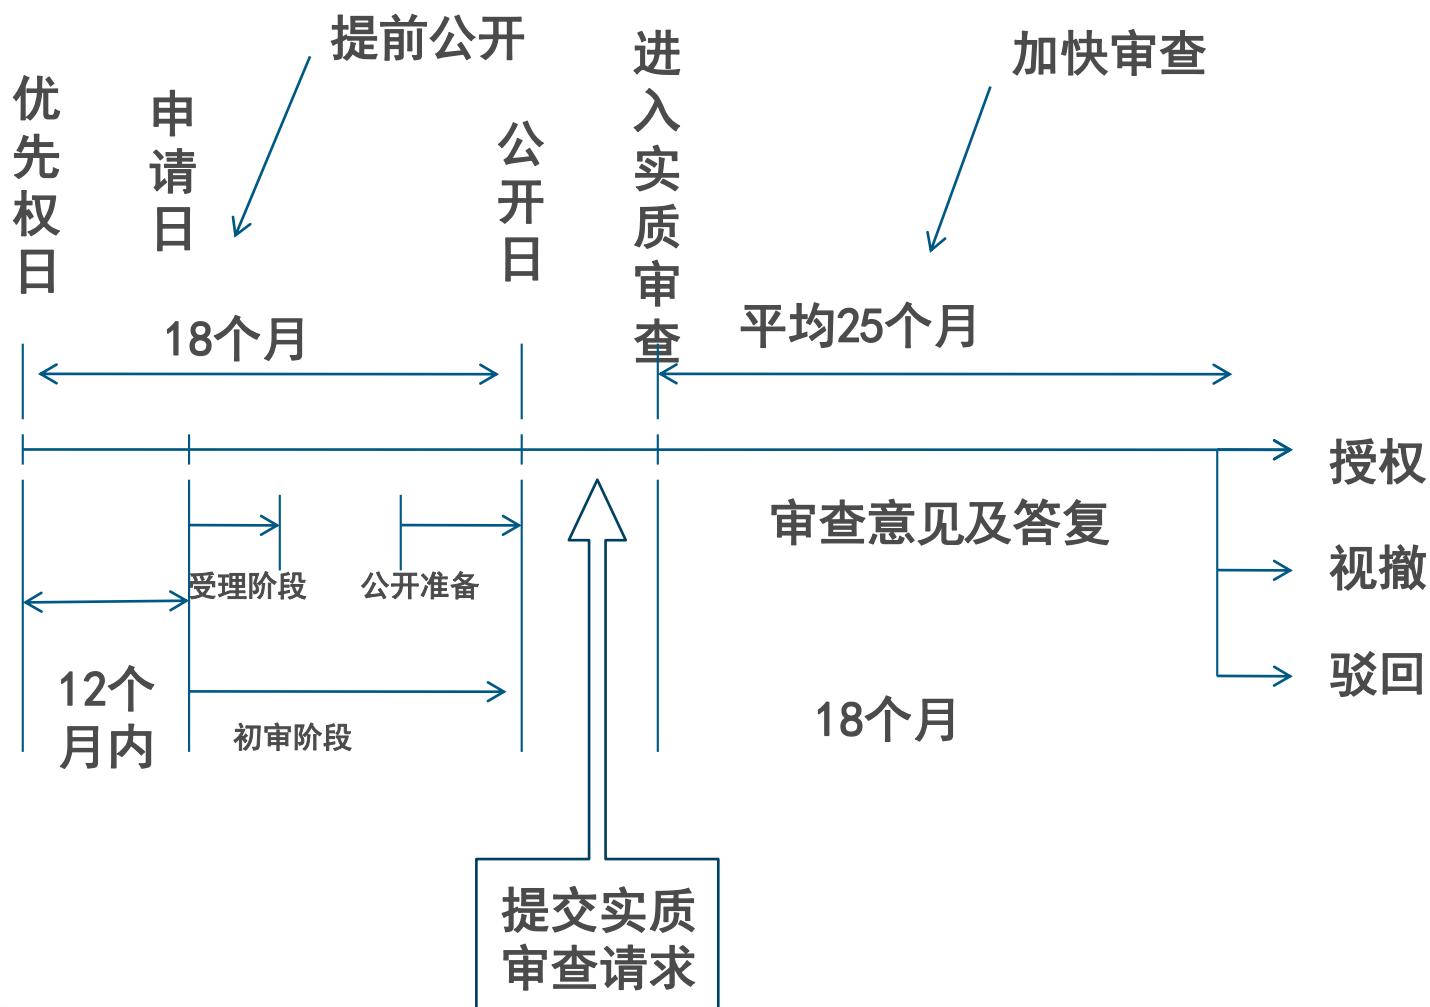 提前公开
加快审查
优先权日
申请日
公开日
进入实质审查
18个月
平均25个月
授权
审查意见及答复
视撤
受理阶段
公开准备
驳回
12个
月内
初审阶段
18个月
提交实质
审查请求